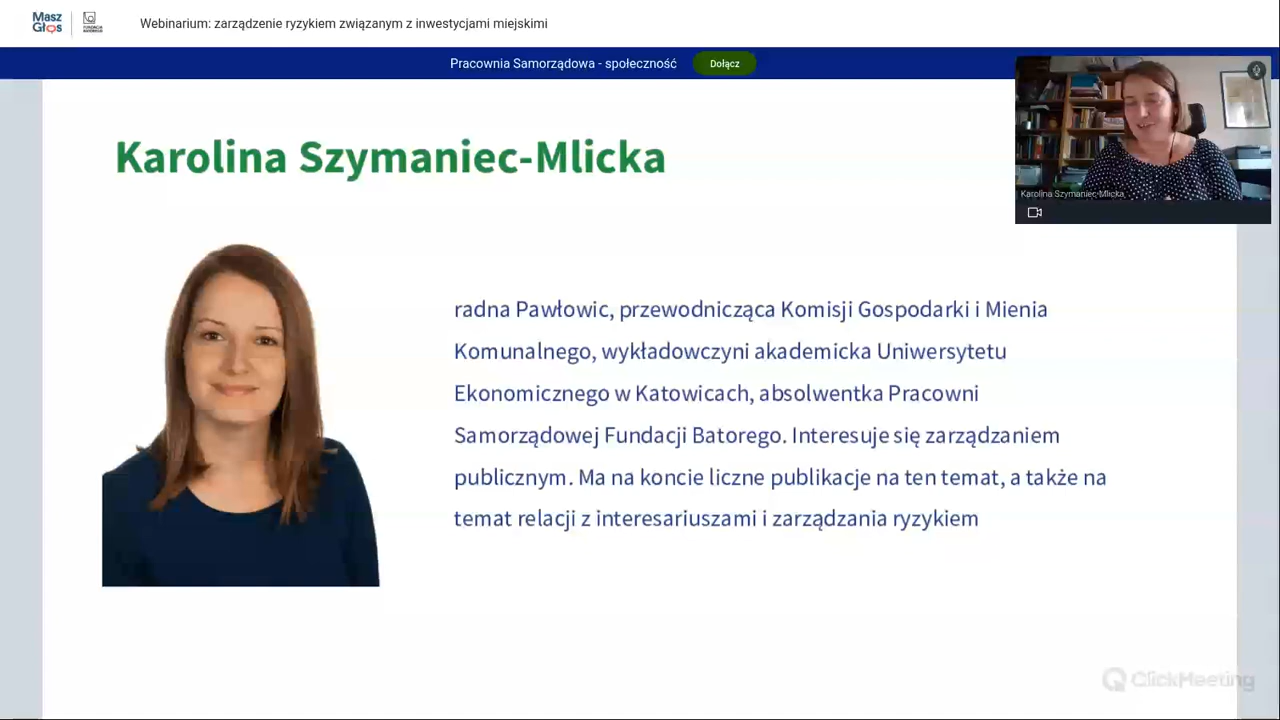 Masz
Głos
FUNDACJA
BATOREGO
Webinarium: zarządzenie ryzykiem związanym z inwestycjami miejskimi
Pracownia Samorządowa - społeczność
Dołącz
Karolina Szymaniec-Mlicka
Karolina Szymaniec-Mlicka
radna Pawłowic, przewodnicząca Komisji Gospodarki i Mienia
Komunalnego, wykładowczyni akademicka Uniwersytetu
Ekonomicznego w Katowicach, absolwentka Pracowni
Samorządowej Fundacji Batorego. Interesuje się zarządzaniem
publicznym. Ma na koncie liczne publikacje na ten temat, a także na
temat relacji z interesariuszami i zarządzania ryzykiem
ClickMeeting